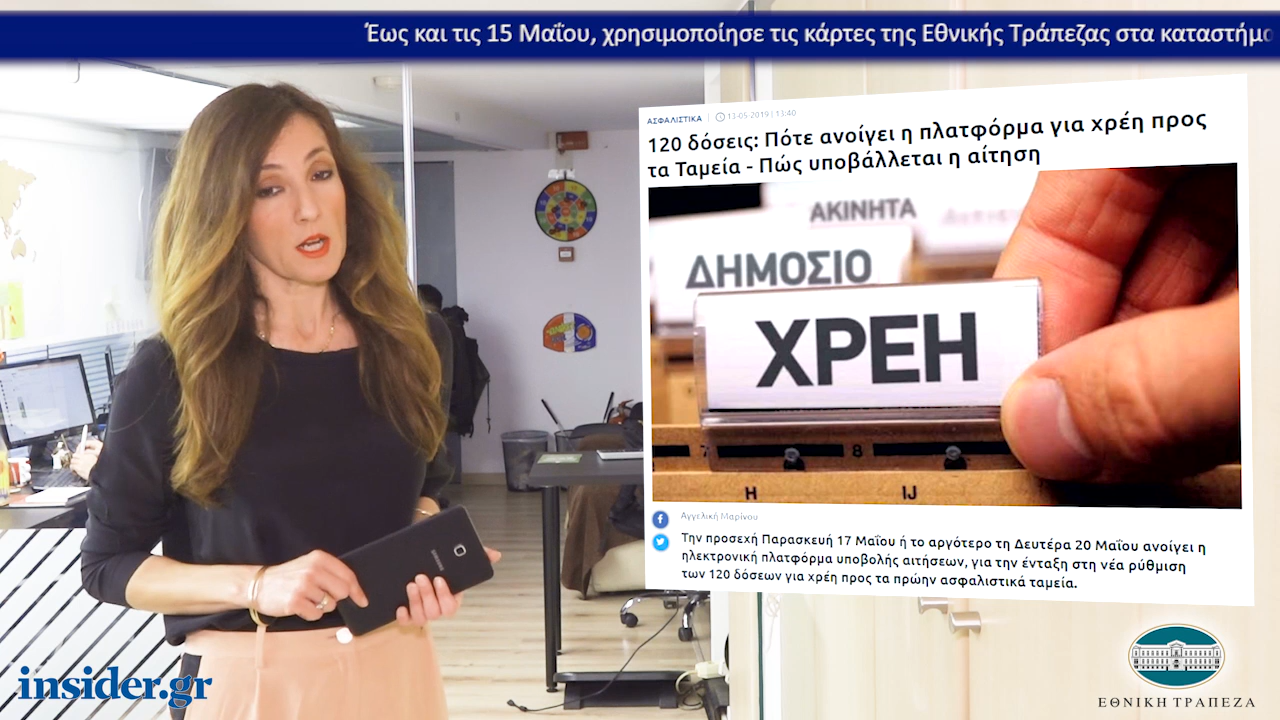 Έως και τις 15 Μαΐου, χρησιμοποίησε τις κάρτες της Εθνικής Τράπεζας στα καταστήμα
ΑΣΦΑΛΙΣΤΙΚΑ | 13-05-2019 | 13:40
120 δόσεις: Πότε ανοίγει η πλατφόρμα για χρέη προς
τα Ταμεία - Πώς υποβάλλεται η αίτηση
ΑΚΙΝΗΤΑ
ΔΗΜΟΣΙΟ
ΧΡΕΗ
7 8
H IJ
Αγγελική Μαρίνου
Την προσεχή Παρασκευή 17 Μαΐου ή το αργότερο τη Δευτέρα 20 Μαΐου ανοίγει η
ηλεκτρονική πλατφόρμα υποβολής αιτήσεων, για την ένταξη στη νέα ρύθμιση
των 120 δόσεων για χρέη προς τα πρώην ασφαλιστικά ταμεία.
SAMSUNG
insider.gr
ΕΘΝΙΚΗ ΤΡΑΠΕΖΑ